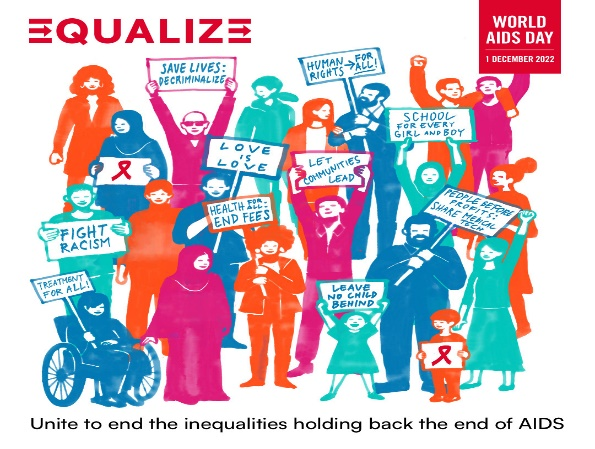 EQUALIZE
WORLD
AIDS DAY
1 DECEMBER 2022
SAVE LIVES:
DECRIMINALIZE
HUMAN
RIGHTS → FOR
ALL!
SCHOOL
FOR EVERY
GIRL AND BOY
LOVE
IS
LOVE
LET
COMMUNITIES
LEAD
HEALTH FOR
ALL:
END FEES
PEOPLE BEFORE
PROFITS:
SHARE MEDICAL
TECH
FIGHT
RACISM
TREATMENT
FOR ALL!
LEAVE
NO CHILD
BEHIND
Unite to end the inequalities holding back the end of AIDS